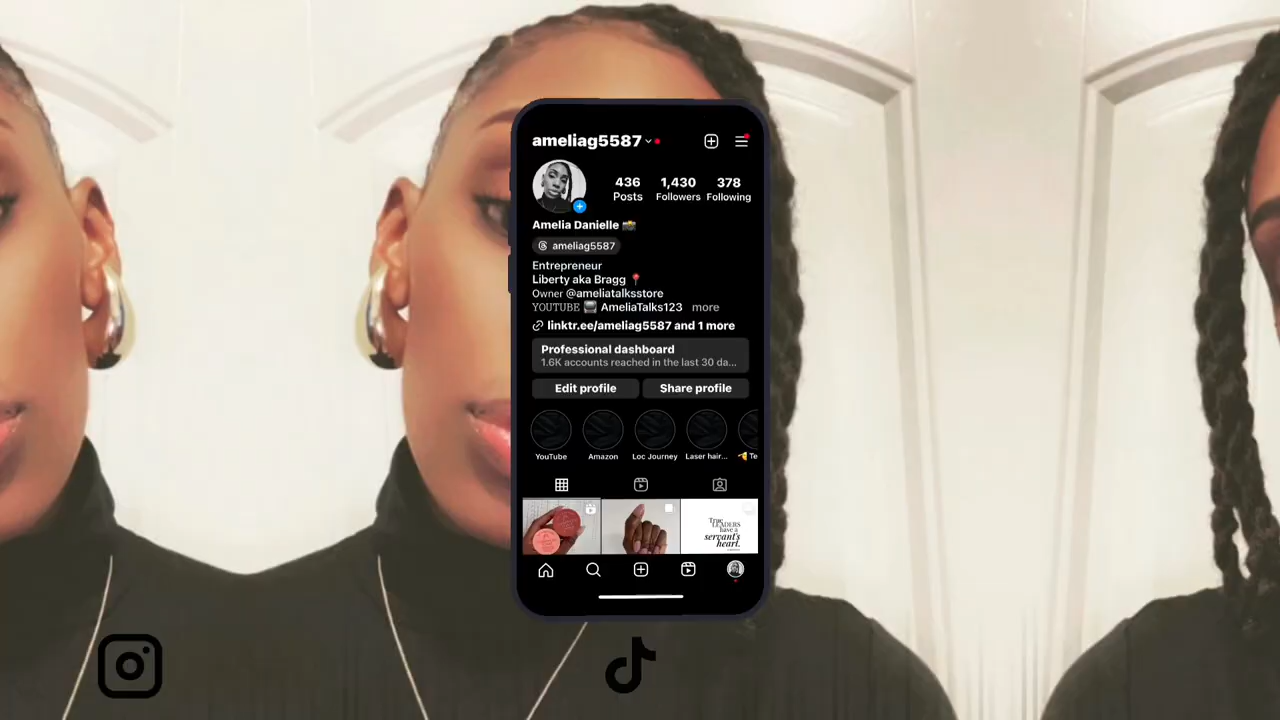 ameliag5587
436 1,430 378
Posts Followers Following
Amelia Danielle 📸
ameliag5587
Entrepreneur
Liberty aka Bragg 📍
Owner @ameliatalksstore
YOUTUBE AmeliaTalks123 more
linktr.ee/ameliag5587 and 1 more
Professional dashboard
1.6K accounts reached in the last 30 da...
Edit profile Share profile
YouTube Amazon Loc Journey Laser hair... Te
True
LEADERS
have a
servant's
heart.